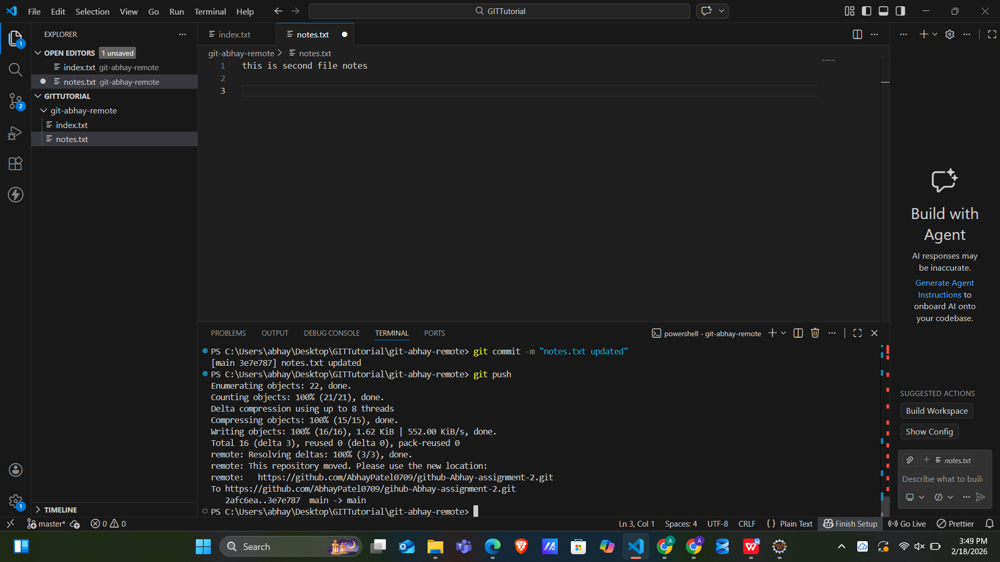 File Edit Selection View Go Run Terminal Help
GITTutorial
EXPLORER
OPEN EDITORS 1 unsaved
index.txt git-abhay-remote
notes.txt git-abhay-remote
GITTUTORIAL
git-abhay-remote
index.txt
notes.txt
TIMELINE
1
2
1
index.txt
notes.txt
git-abhay-remote > notes.txt
1 this is second file notes
2
3
PROBLEMS OUTPUT DEBUG CONSOLE TERMINAL PORTS
powershell - git-abhay-remote
PS C:\Users\abhay\Desktop\GITTutorial\git-abhay-remote> git commit -m "notes.txt updated"
[main 3e7e787] notes.txt updated
PS C:\Users\abhay\Desktop\GITTutorial\git-abhay-remote> git push
Enumerating objects: 22, done.
Counting objects: 100% (21/21), done.
Delta compression using up to 8 threads
Compressing objects: 100% (15/15), done.
Writing objects: 100% (16/16), 1.62 KiB | 552.00 KiB/s, done.
Total 16 (delta 3), reused 0 (delta 0), pack-reused 0
remote: Resolving deltas: 100% (3/3), done.
remote: This repository moved. Please use the new location:
remote:   https://github.com/AbhayPatel0709/github-Abhay-assignment-2.git
To https://github.com/AbhayPatel0709/gihub-Abhay-assignment-2.git
   2afc6ea..3e7e787  main -> main
PS C:\Users\abhay\Desktop\GITTutorial\git-abhay-remote>
Build with
Agent
AI responses may
be inaccurate.
Generate Agent
Instructions to
onboard AI onto
your codebase.
SUGGESTED ACTIONS
Build Workspace
Show Config
notes.txt
Describe what to build
master* 0 0
Ln 3, Col 1 Spaces: 4 UTF-8 CRLF {} Plain Text Finish Setup Go Live Prettier
Search
3:49 PM
2/18/2026